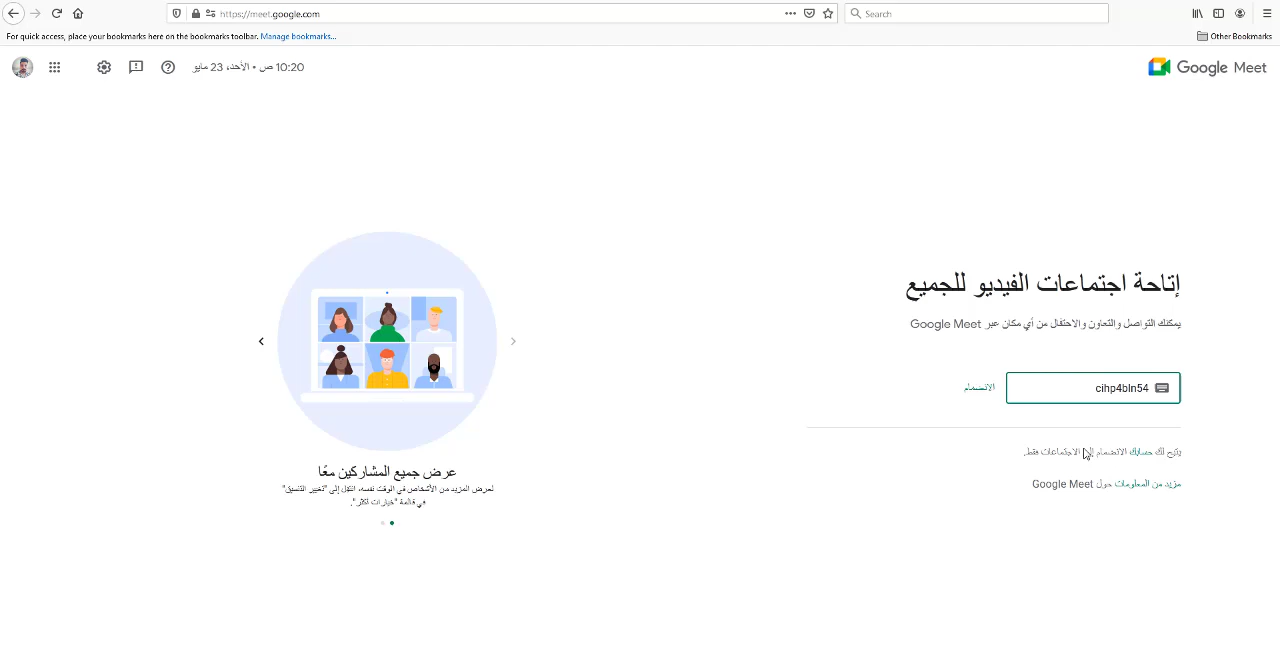 https://meet.google.com
Search
For quick access, place your bookmarks here on the bookmarks toolbar. Manage bookmarks...
Other Bookmarks
10:20 ص • الأحد، 23 مايو
Google Meet
إتاحة اجتماعات الفيديو للجميع
يمكنك التواصل والتعاون والاحتفال من أي مكان عبر Google Meet
cihp4bln54
الانضمام
يتيح لك حسابك الانضمام إلى الاجتماعات فقط.
مزيد من المعلومات حول Google Meet
عرض جميع المشاركين معًا
لعرض المزيد من الأشخاص في الوقت نفسه، انتقِل إلى "تغيير التنسيق"
في قائمة "خيارات أكثر".